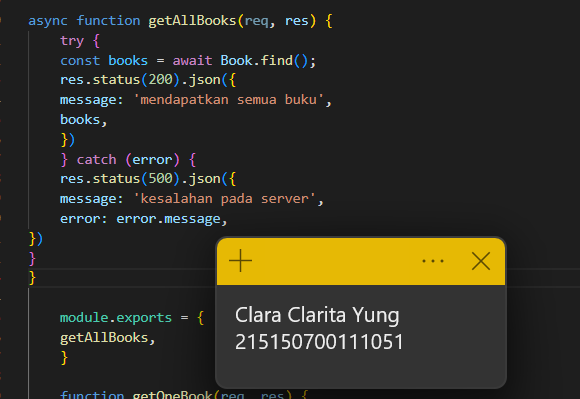 async function getAllBooks(req, res) {
try {
const books = await Book.find();
res.status(200).json({
message: 'mendapatkan semua buku',
books,
})
} catch (error) {
res.status(500).json({
message: 'kesalahan pada server',
error: error.message,
})
}
}
Clara Clarita Yung
215150700111051
module.exports = {
getAllBooks,
}
function getOneBook(req, res) {